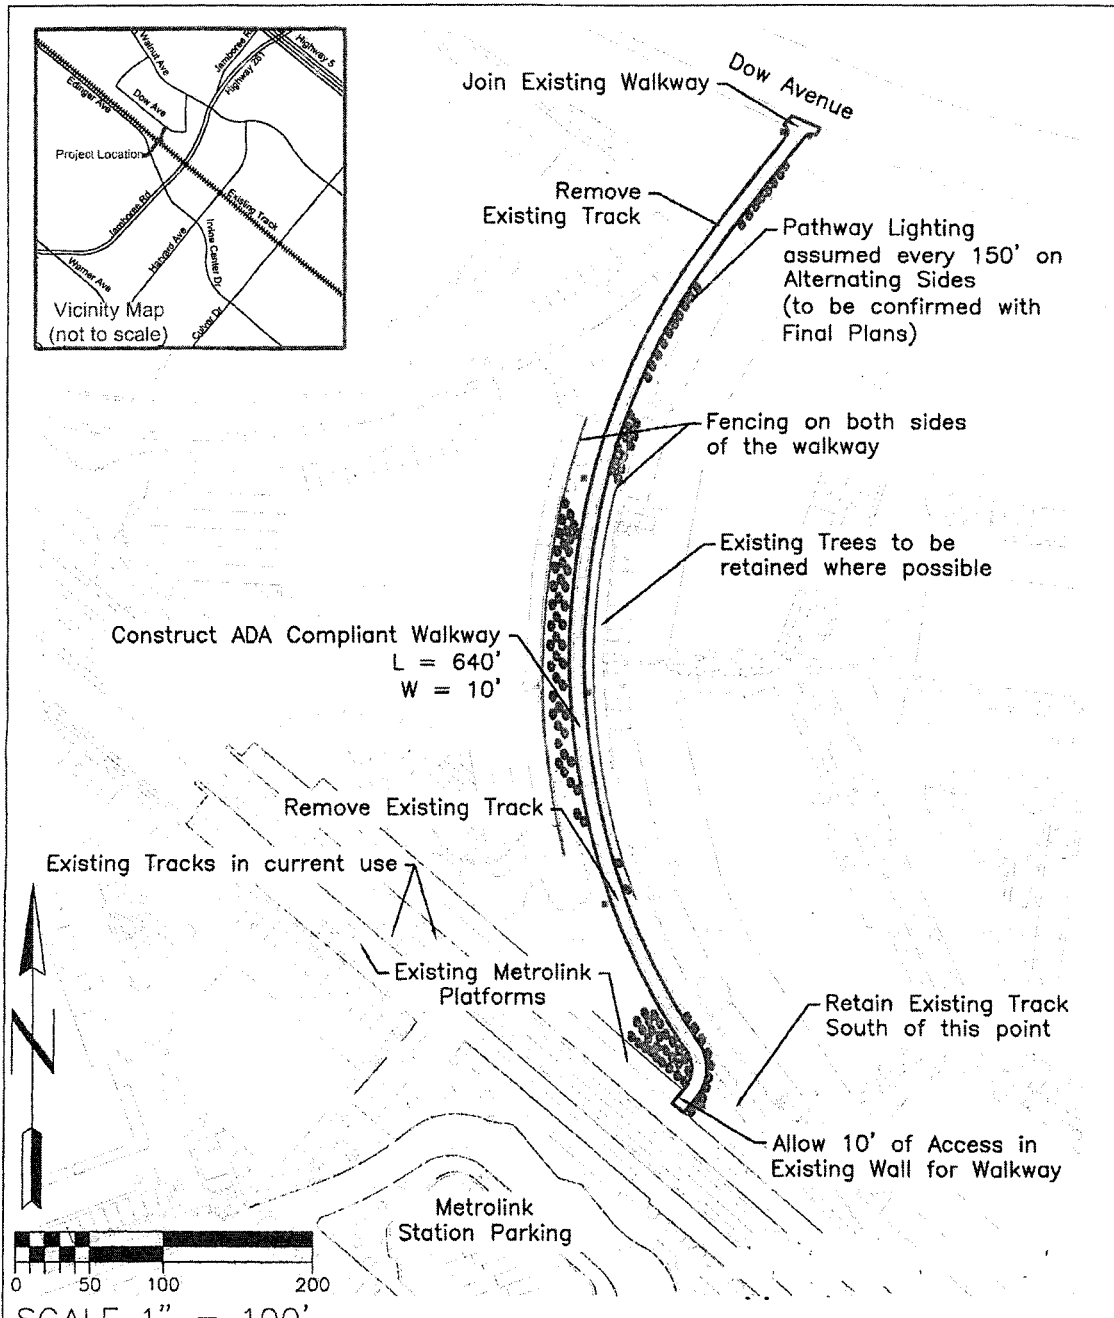 Walnut Ave
Jamboree Rd
Highway 261
Highway 5
Edinger Ave
Dow Ave
Project Location
Existing Track
Jamboree Rd
Harvard Ave
Irvine Center Dr
Warner Ave
Culver Dr
Vicinity Map
(not to scale)
Join Existing Walkway
Dow Avenue
Remove
Existing Track
Pathway Lighting
assumed every 150' on
Alternating Sides
(to be confirmed with
Final Plans)
Fencing on both sides
of the walkway
Existing Trees to be
retained where possible
Construct ADA Compliant Walkway
L = 640'
W = 10'
Remove Existing Track
Existing Tracks in current use
Existing Metrolink
Platforms
Retain Existing Track
South of this point
Allow 10' of Access in
Existing Wall for Walkway
Metrolink
Station Parking
N
0 50 100 200
SCALE 1" = 100'